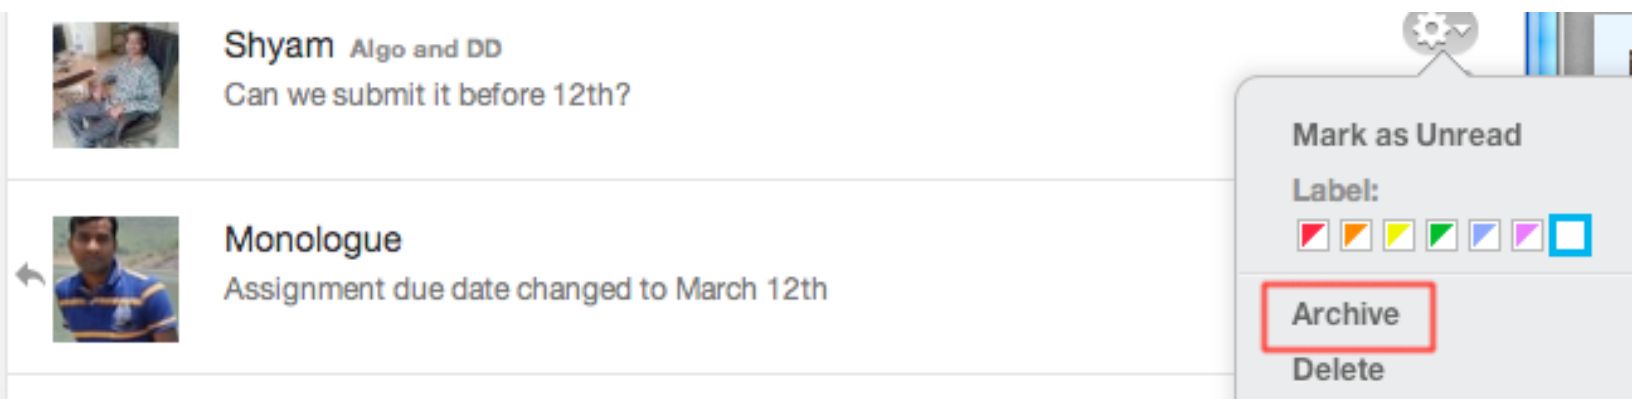 Shyam Algo and DD
Can we submit it before 12th?
Monologue
Assignment due date changed to March 12th
Mark as Unread
Label:
Archive
Delete